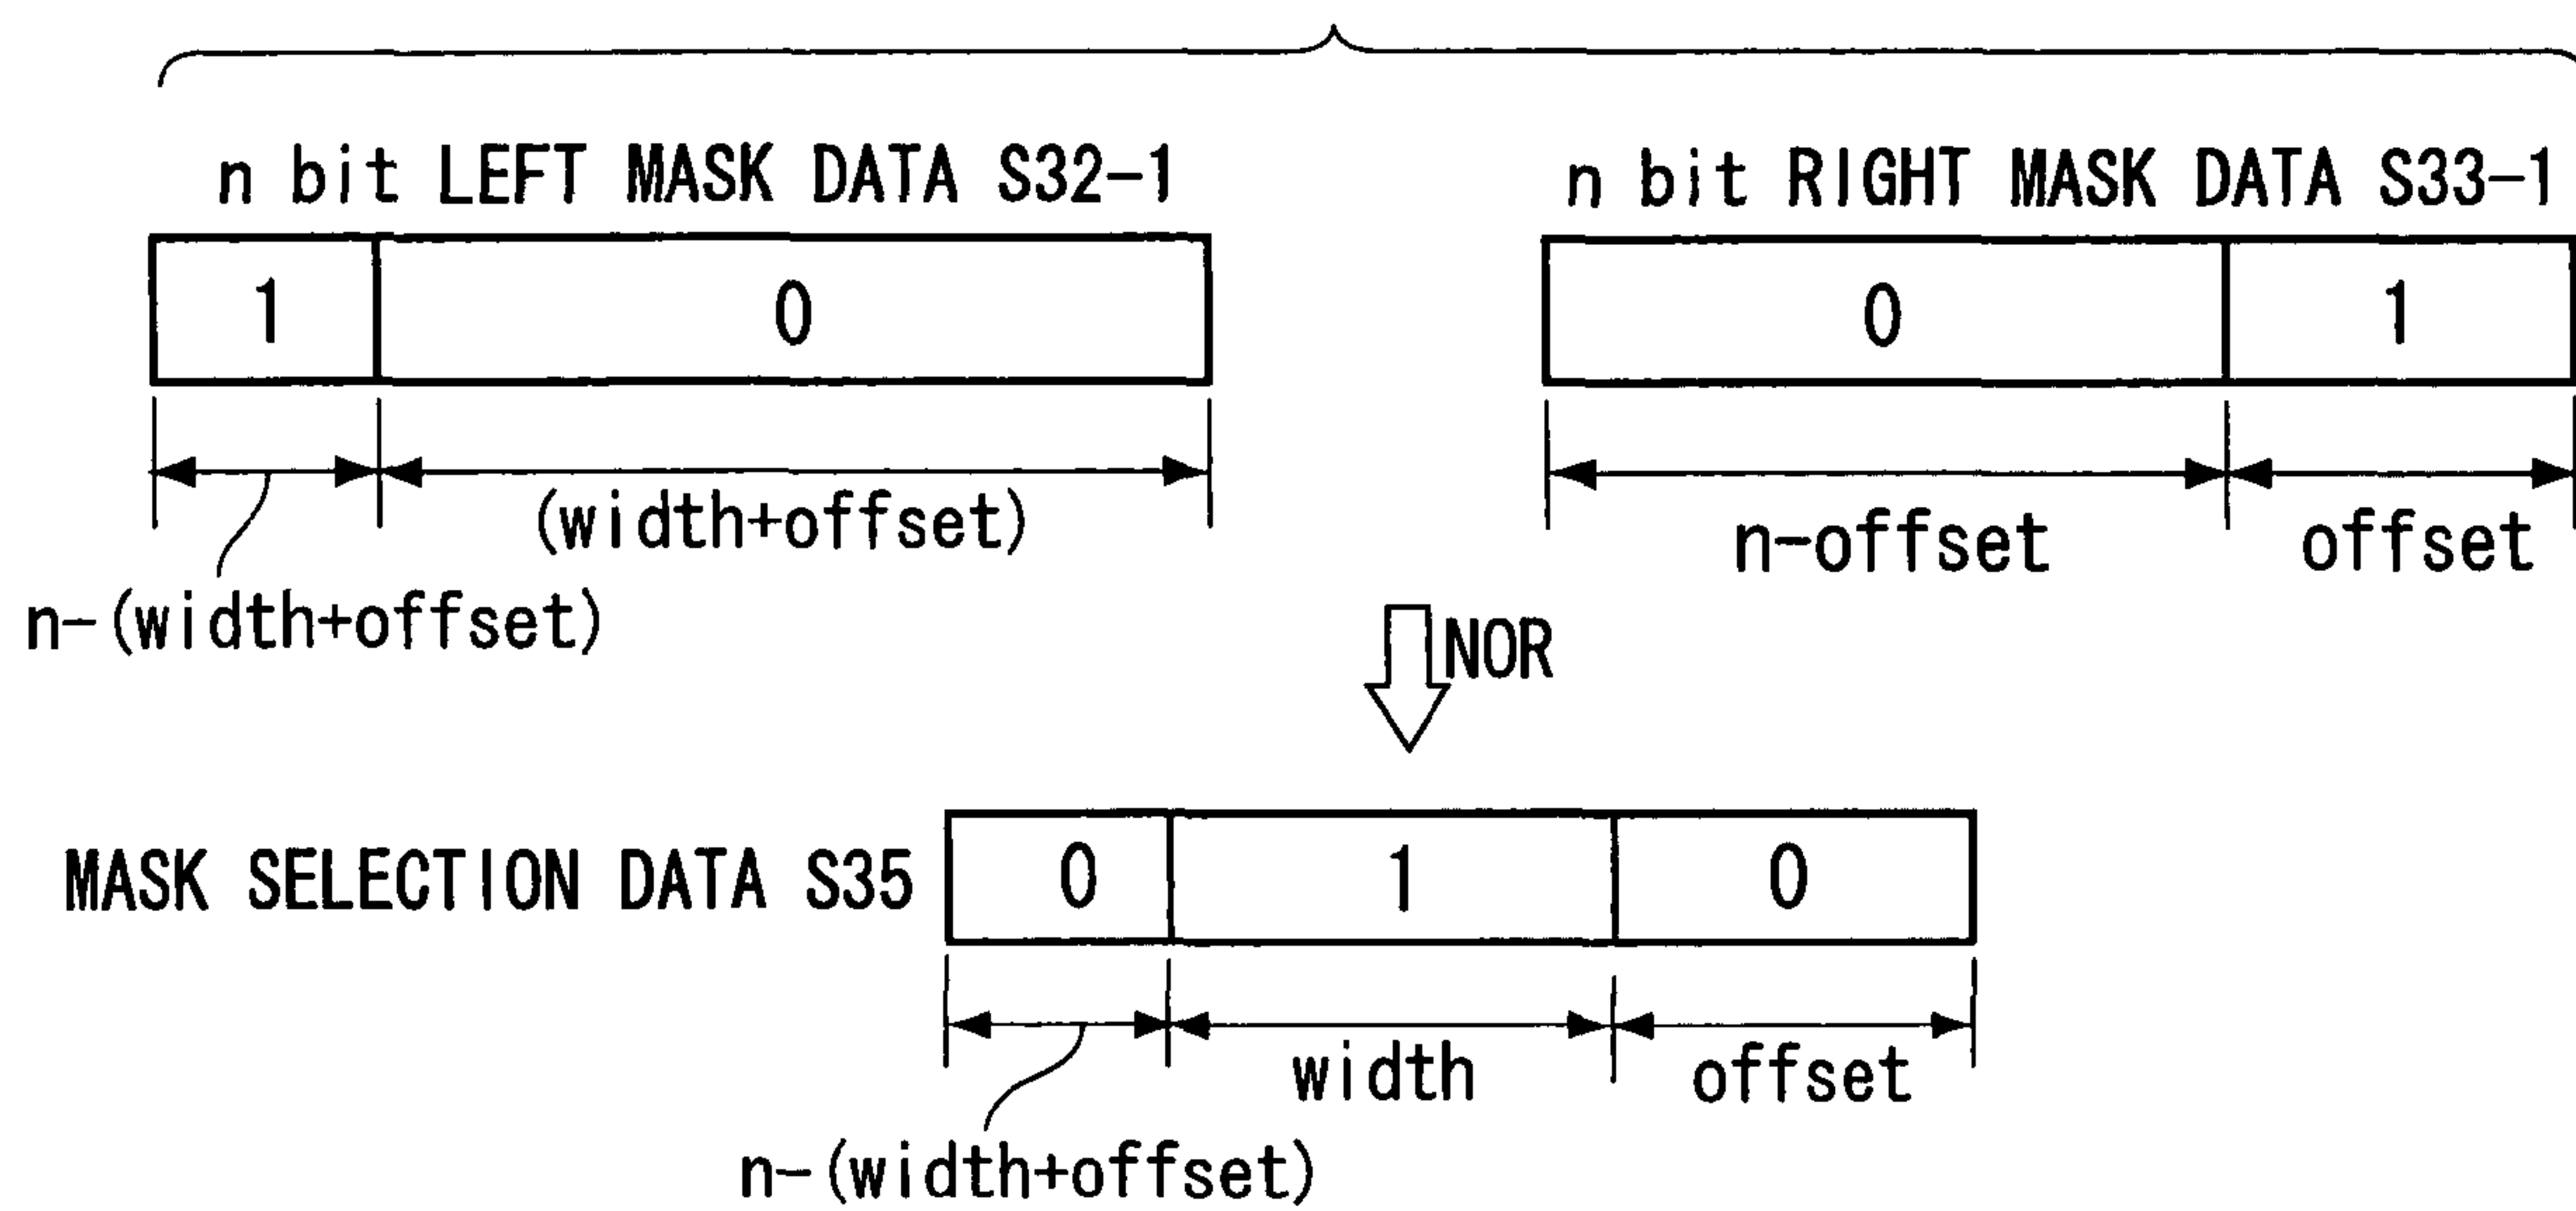 n bit LEFT MASK DATA S32-1
n bit RIGHT MASK DATA S33-1
1
0
0
1
(width+offset)
n-offset
offset
n-(width+offset)
NOR
MASK SELECTION DATA S35
0
1
0
width
offset
n-(width+offset)